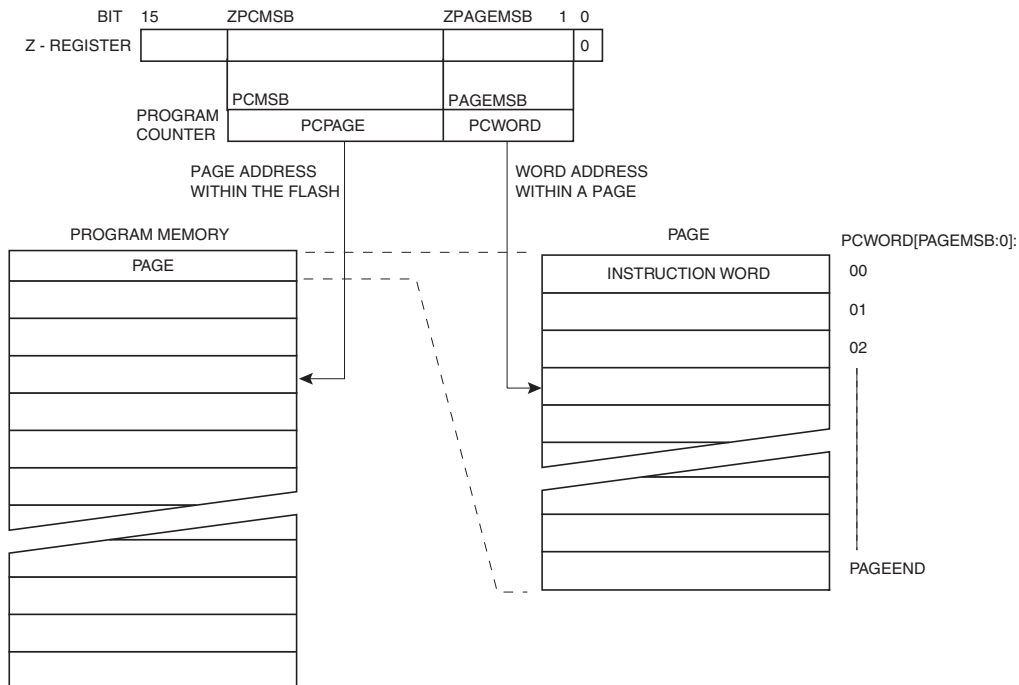 BIT 15 ZPCMSB ZPAGEMSB 1 0
Z - REGISTER 0
PCMSB PAGEMSB
PROGRAM
COUNTER
PCPAGE PCWORD
PAGE ADDRESS
WITHIN THE FLASH
WORD ADDRESS
WITHIN A PAGE
PROGRAM MEMORY
PAGE
PAGE
INSTRUCTION WORD
PCWORD[PAGEMSB:0]:
00
01
02
PAGEEND